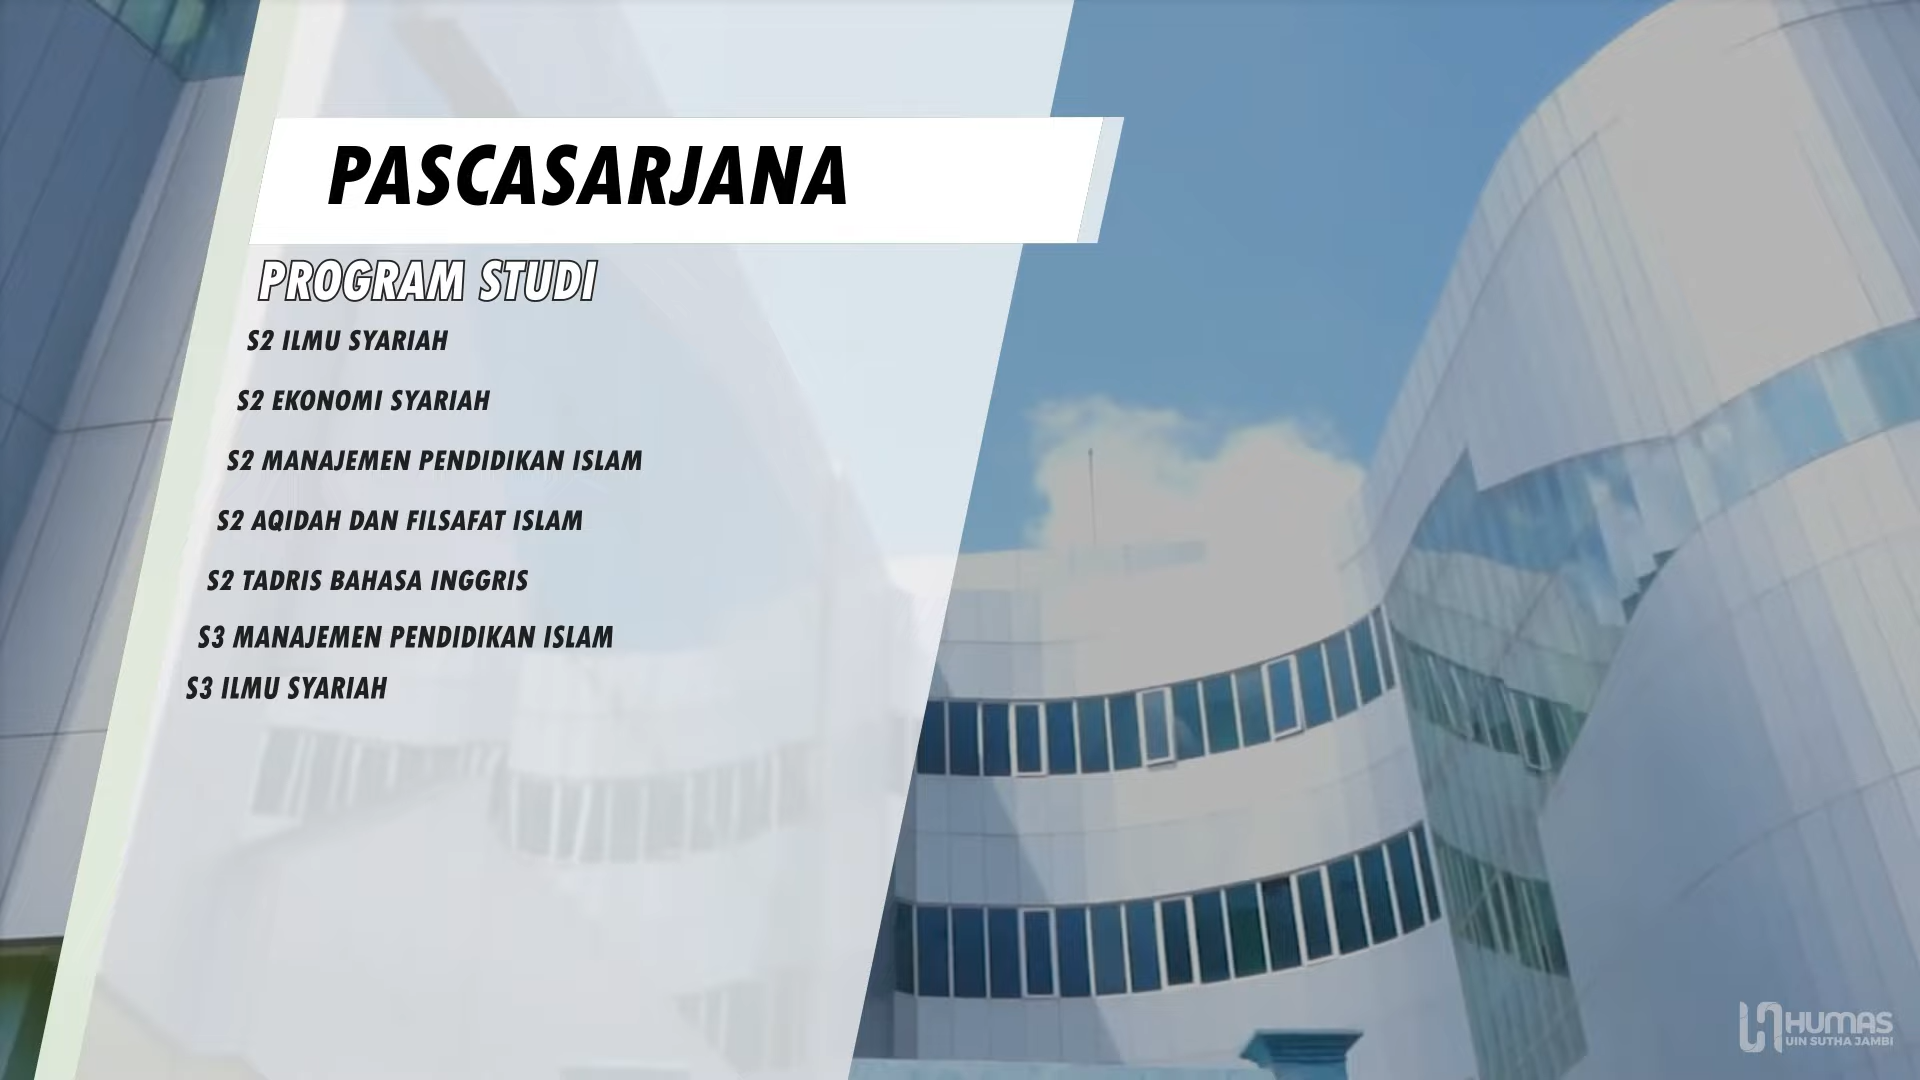 PASCASARJANA
PROGRAM STUDI
S2 ILMU SYARIAH
S2 EKONOMI SYARIAH
S2 MANAJEMEN PENDIDIKAN ISLAM
S2 AQIDAH DAN FILSAFAT ISLAM
S2 TADRIS BAHASA INGGRIS
S3 MANAJEMEN PENDIDIKAN ISLAM
S3 ILMU SYARIAH
HUMAS
UIN SUTHA JAMBI